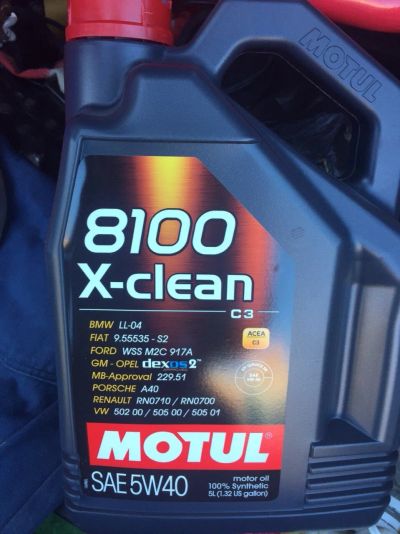 MOTUL
8100
X-clean
C3
BMW LL-04
FIAT 9.55535 - S2
FORD WSS M2C 917A
GM - OPEL dexos2™
MB-Approval 229.51
PORSCHE A40
RENAULT RN0710 / RN0700
VW 502 00 / 505 00 / 505 01
ACEA
C3
MOTUL
SAE 5W40
motor oil
100% Synthetic
5L (1.32 US gallon)